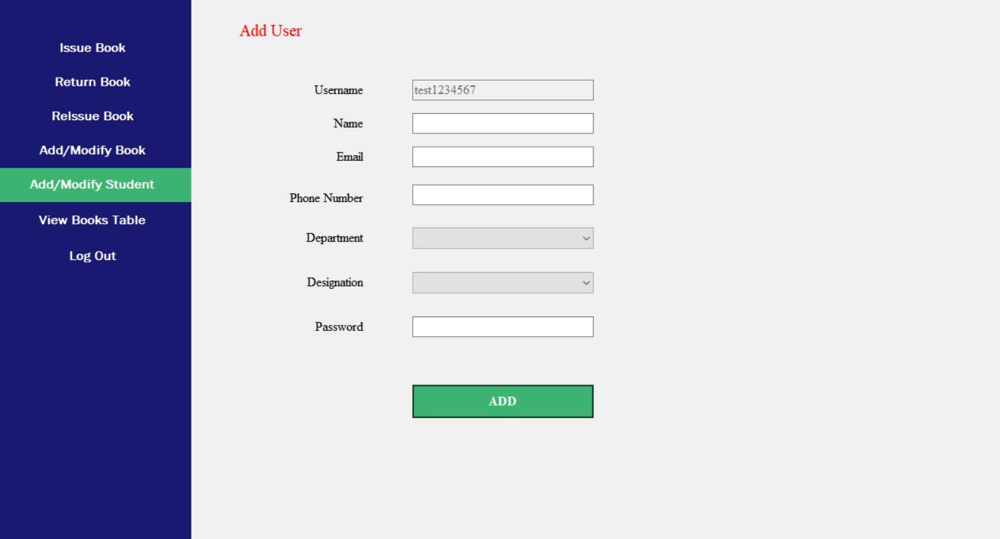 Issue Book
Return Book
ReIssue Book
Add/Modify Book
Add/Modify Student
View Books Table
Log Out
Add User
Username
test1234567
Name
Email
Phone Number
Department
Designation
Password
ADD